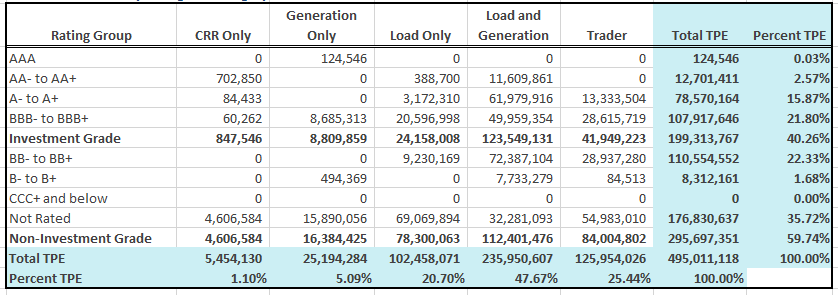 Rating Group CRR Only Generation Only Load Only Load and Generation Trader Total TPE Percent TPE
AAA 0 124,546 0 0 0 124,546 0.03%
AA- to AA+ 702,850 0 388,700 11,609,861 0 12,701,411 2.57%
A- to A+ 84,433 0 3,172,310 61,979,916 13,333,504 78,570,164 15.87%
BBB- to BBB+ 60,262 8,685,313 20,596,998 49,959,354 28,615,719 107,917,646 21.80%
Investment Grade 847,546 8,809,859 24,158,008 123,549,131 41,949,223 199,313,767 40.26%
BB- to BB+ 0 0 9,230,169 72,387,104 28,937,280 110,554,552 22.33%
B- to B+ 0 494,369 0 7,733,279 84,513 8,312,161 1.68%
CCC+ and below 0 0 0 0 0 0 0.00%
Not Rated 4,606,584 15,890,056 69,069,894 32,281,093 54,983,010 176,830,637 35.72%
Non-Investment Grade 4,606,584 16,384,425 78,300,063 112,401,476 84,004,802 295,697,351 59.74%
Total TPE 5,454,130 25,194,284 102,458,071 235,950,607 125,954,026 495,011,118 100.00%
Percent TPE 1.10% 5.09% 20.70% 47.67% 25.44% 100.00%